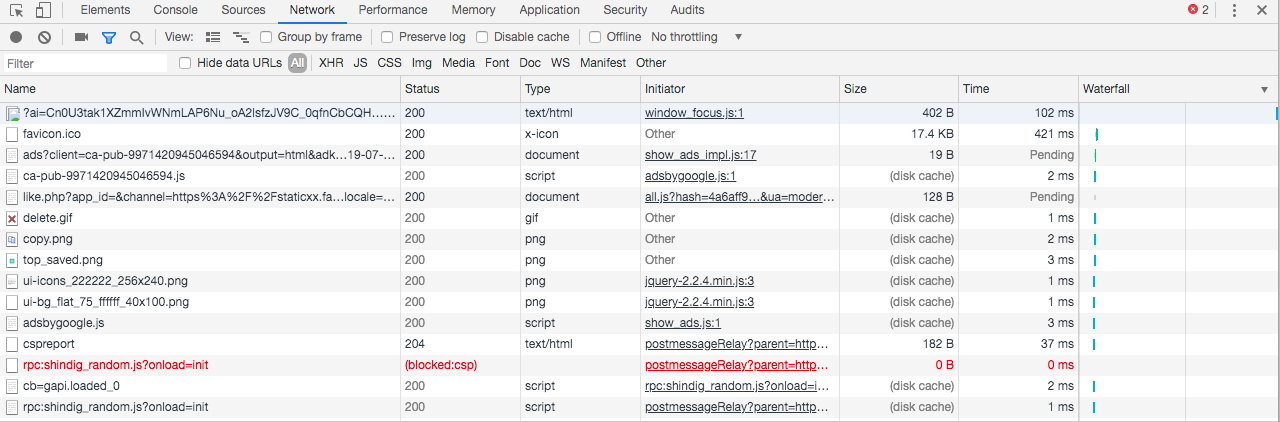 Elements Console Sources Network Performance Memory Application Security Audits 2
View: Group by frame Preserve log Disable cache Offline No throttling
Filter Hide data URLs All XHR JS CSS Img Media Font Doc WS Manifest Other
Name Status Type Initiator Size Time Waterfall
?ai=Cn0U3tak1XZmmIvWNmLAP6Nu_oA2IsfzJV9C_0qfnCbCQH…... 200 text/html window_focus.js:1 402 B 102 ms
favicon.ico 200 x-icon Other 17.4 KB 421 ms
ads?client=ca-pub-9971420945046594&output=html&adk…19-07-... 200 document show_ads_impl.js:17 19 B Pending
ca-pub-9971420945046594.js 200 script adsbygoogle.js:1 (disk cache) 2 ms
like.php?app_id=&channel=https%3A%2F%2Fstaticxx.fa…locale=... 200 document all.js?hash=4a6aff9…&ua=moder... 128 B Pending
delete.gif 200 gif Other (disk cache) 1 ms
copy.png 200 png Other (disk cache) 2 ms
top_saved.png 200 png Other (disk cache) 3 ms
ui-icons_222222_256x240.png 200 png jquery-2.2.4.min.js:3 (disk cache) 1 ms
ui-bg_flat_75_ffffff_40x100.png 200 png jquery-2.2.4.min.js:3 (disk cache) 1 ms
adsbygoogle.js 200 script show_ads.js:1 (disk cache) 3 ms
cspreport 204 text/html postmessageRelay?parent=http... 182 B 37 ms
rpc:shindig_random.js?onload=init (blocked:csp) postmessageRelay?parent=http... 0 B 0 ms
cb=gapi.loaded_0 200 script rpc:shindig_random.js?onload=i... (disk cache) 2 ms
rpc:shindig_random.js?onload=init 200 script postmessageRelay?parent=http... (disk cache) 1 ms